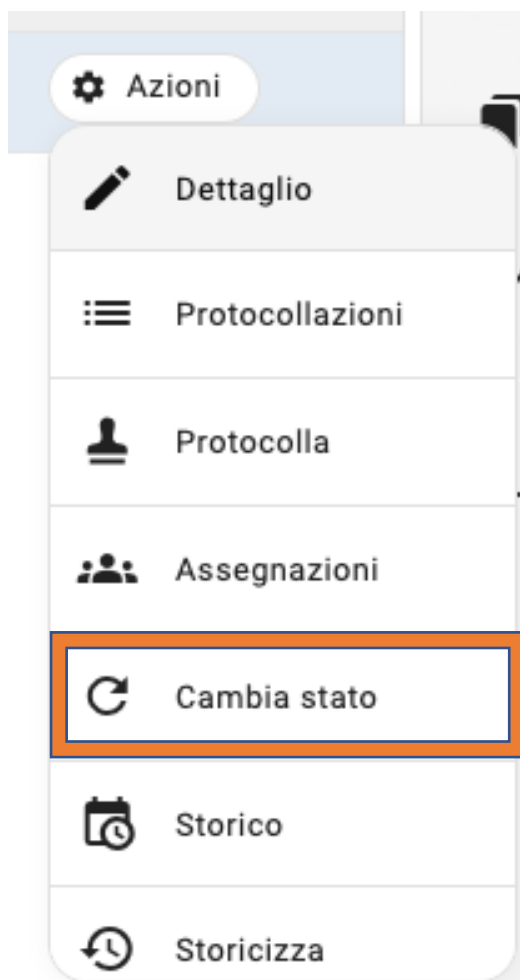 Azioni
Dettaglio
Protocollazioni
Protocolla
Assegnazioni
Cambia stato
Storico
Storicizza